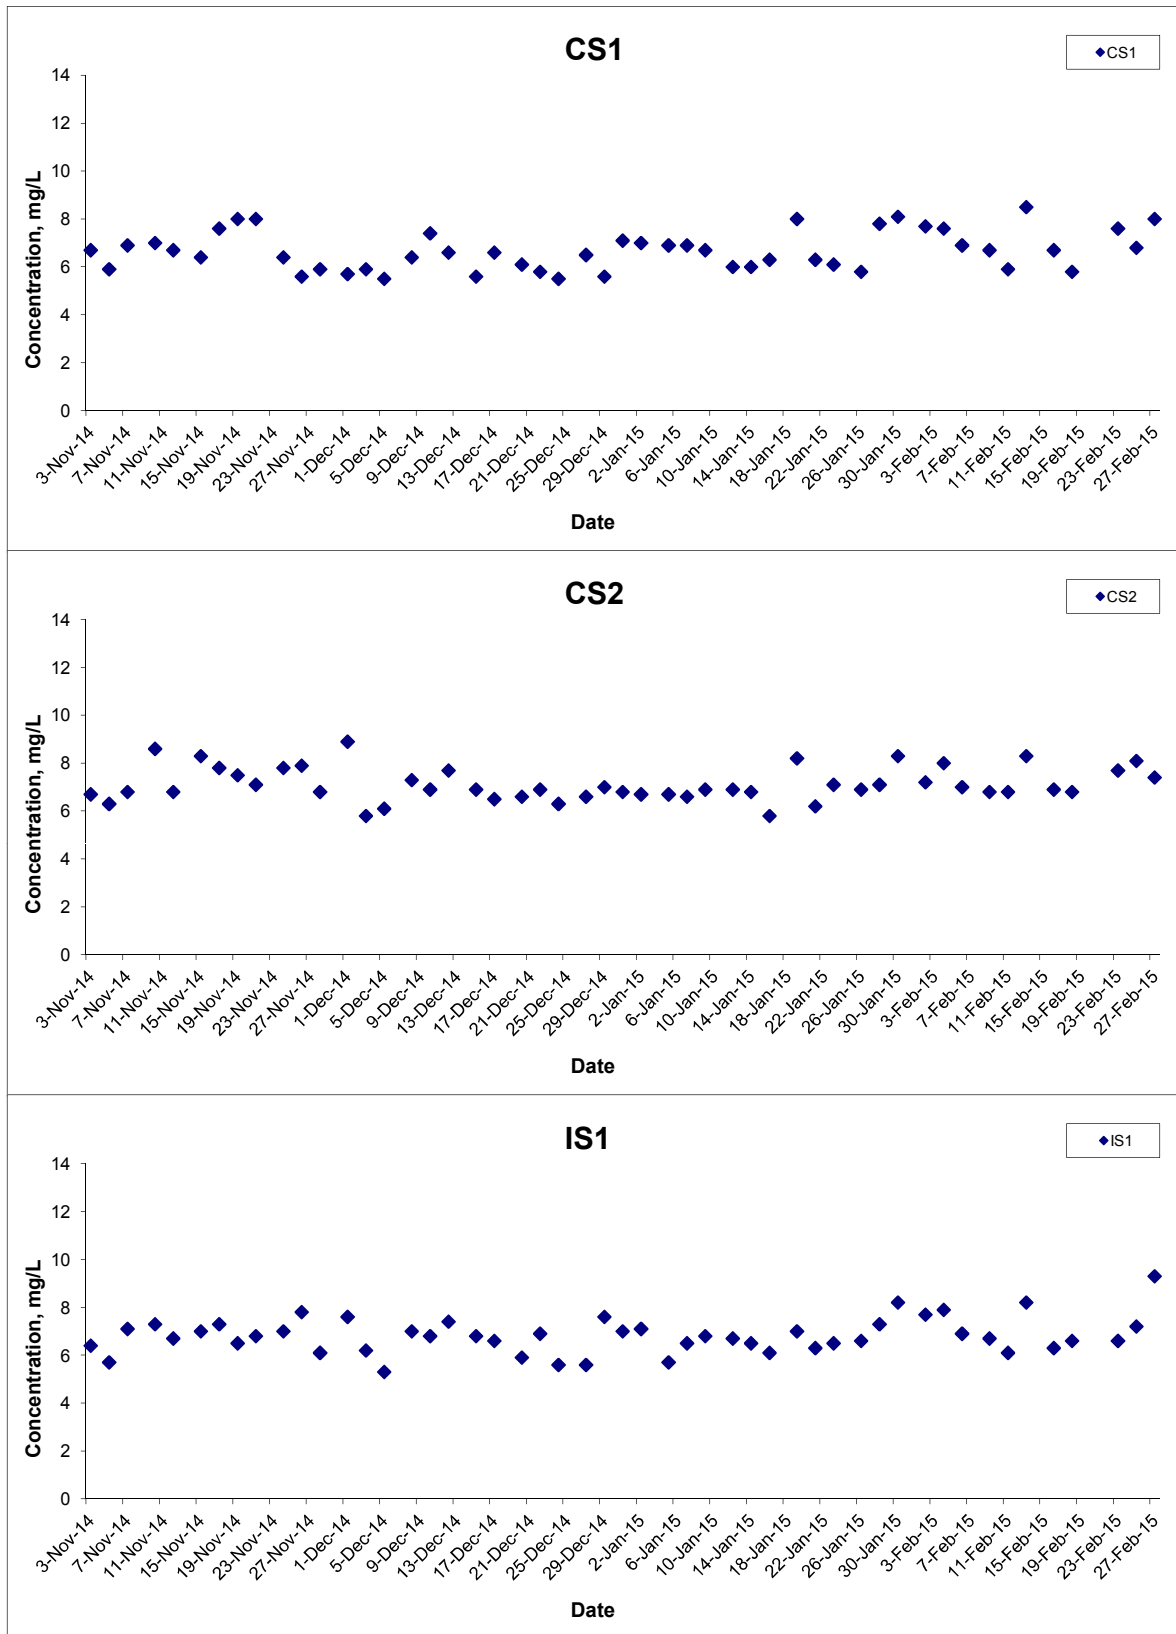 CS1
CS1
14
12
10
8
6
4
2
0
Concentration, mg/L
3-Nov-14
7-Nov-14
11-Nov-14
15-Nov-14
19-Nov-14
23-Nov-14
27-Nov-14
1-Dec-14
5-Dec-14
9-Dec-14
13-Dec-14
17-Dec-14
21-Dec-14
25-Dec-14
29-Dec-14
2-Jan-15
6-Jan-15
10-Jan-15
14-Jan-15
18-Jan-15
22-Jan-15
26-Jan-15
30-Jan-15
3-Feb-15
7-Feb-15
11-Feb-15
15-Feb-15
19-Feb-15
23-Feb-15
27-Feb-15
Date
CS2
CS2
14
12
10
8
6
4
2
0
Concentration, mg/L
3-Nov-14
7-Nov-14
11-Nov-14
15-Nov-14
19-Nov-14
23-Nov-14
27-Nov-14
1-Dec-14
5-Dec-14
9-Dec-14
13-Dec-14
17-Dec-14
21-Dec-14
25-Dec-14
29-Dec-14
2-Jan-15
6-Jan-15
10-Jan-15
14-Jan-15
18-Jan-15
22-Jan-15
26-Jan-15
30-Jan-15
3-Feb-15
7-Feb-15
11-Feb-15
15-Feb-15
19-Feb-15
23-Feb-15
27-Feb-15
Date
IS1
IS1
14
12
10
8
6
4
2
0
Concentration, mg/L
3-Nov-14
7-Nov-14
11-Nov-14
15-Nov-14
19-Nov-14
23-Nov-14
27-Nov-14
1-Dec-14
5-Dec-14
9-Dec-14
13-Dec-14
17-Dec-14
21-Dec-14
25-Dec-14
29-Dec-14
2-Jan-15
6-Jan-15
10-Jan-15
14-Jan-15
18-Jan-15
22-Jan-15
26-Jan-15
30-Jan-15
3-Feb-15
7-Feb-15
11-Feb-15
15-Feb-15
19-Feb-15
23-Feb-15
27-Feb-15
Date